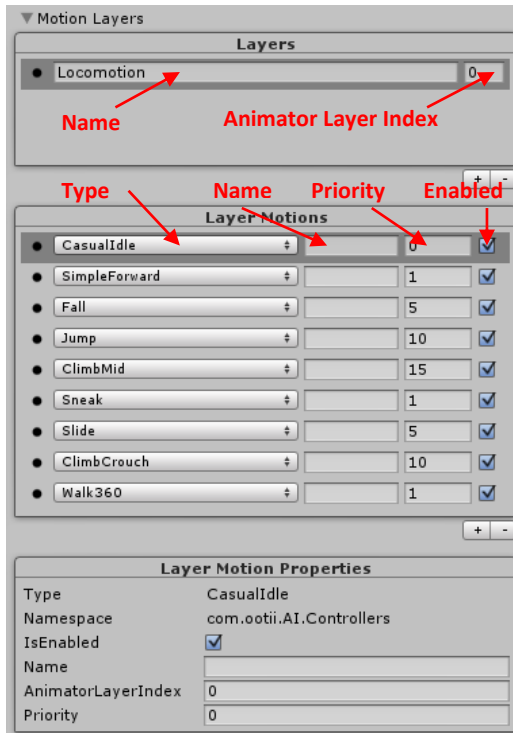 Motion Layers
Layers
Locomotion 0
Name Animator Layer Index
+ -
Type Name Priority Enabled
Layer Motions
CasualIdle 0
SimpleForward 1
Fall 5
Jump 10
ClimbMid 15
Sneak 1
Slide 5
ClimbCrouch 10
Walk360 1
+ -
Layer Motion Properties
Type CasualIdle
Namespace com.ootii.AI.Controllers
IsEnabled
Name
AnimatorLayerIndex 0
Priority 0